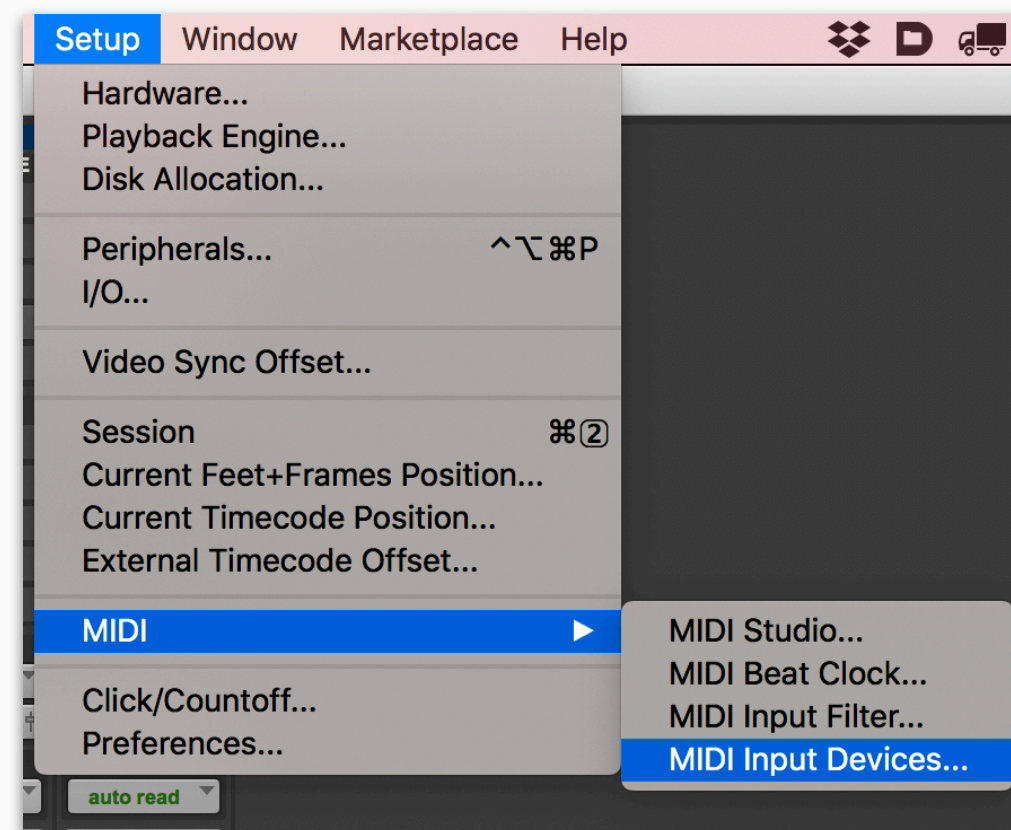 Setup Window Marketplace Help
Hardware...
Playback Engine...
Disk Allocation...
Peripherals... ^⌥⌘P
I/O...
Video Sync Offset...
Session ⌘2
Current Feet+Frames Position...
Current Timecode Position...
External Timecode Offset...
MIDI ▶
MIDI Studio...
MIDI Beat Clock...
MIDI Input Filter...
MIDI Input Devices...
Click/Countoff...
Preferences...
auto read